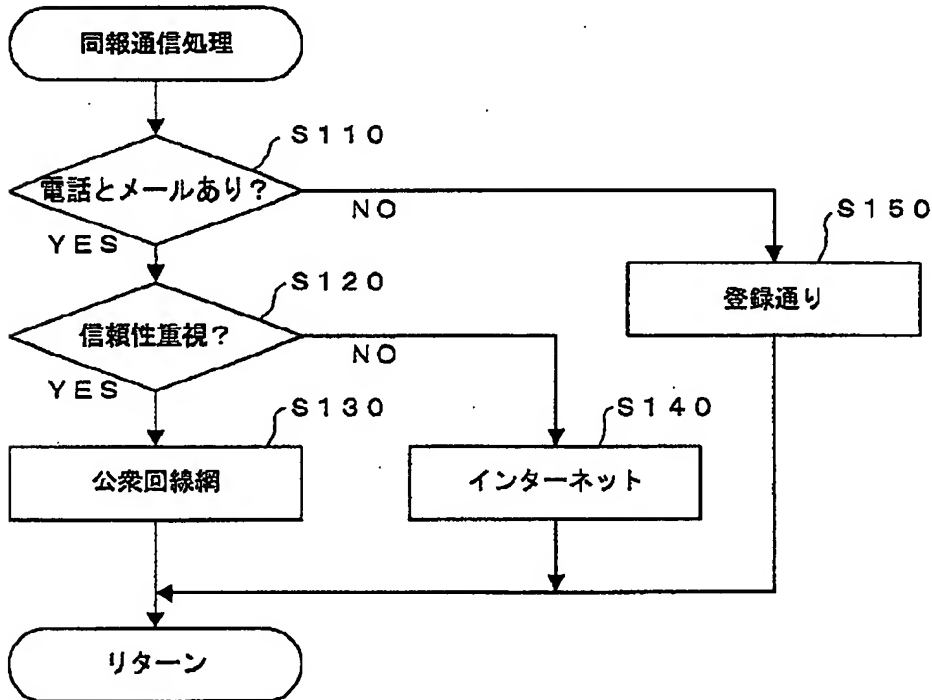 同報通信処理
S110
電話とメールあり?
NO
YES
S150
登録通り
S120
信頼性重視?
NO
YES
S130
公衆回線網
S140
インターネット
リターン